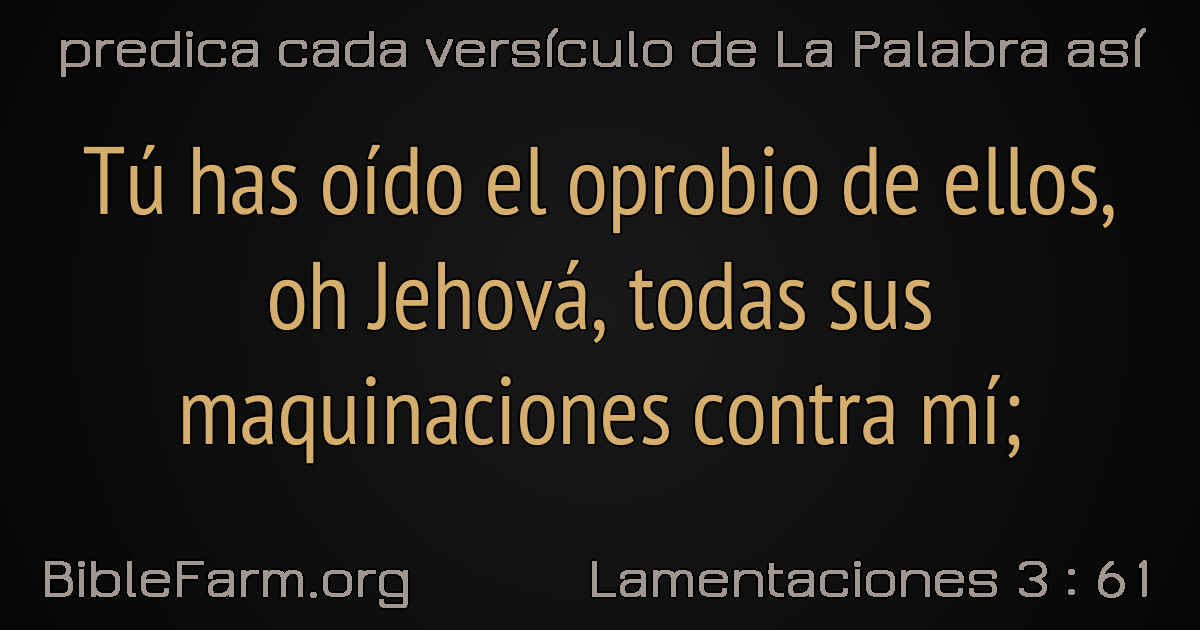 predica cada versículo de La Palabra así
Tú has oído el oprobio de ellos,
oh Jehová, todas sus
maquinaciones contra mí;
BibleFarm.org
Lamentaciones 3 : 61